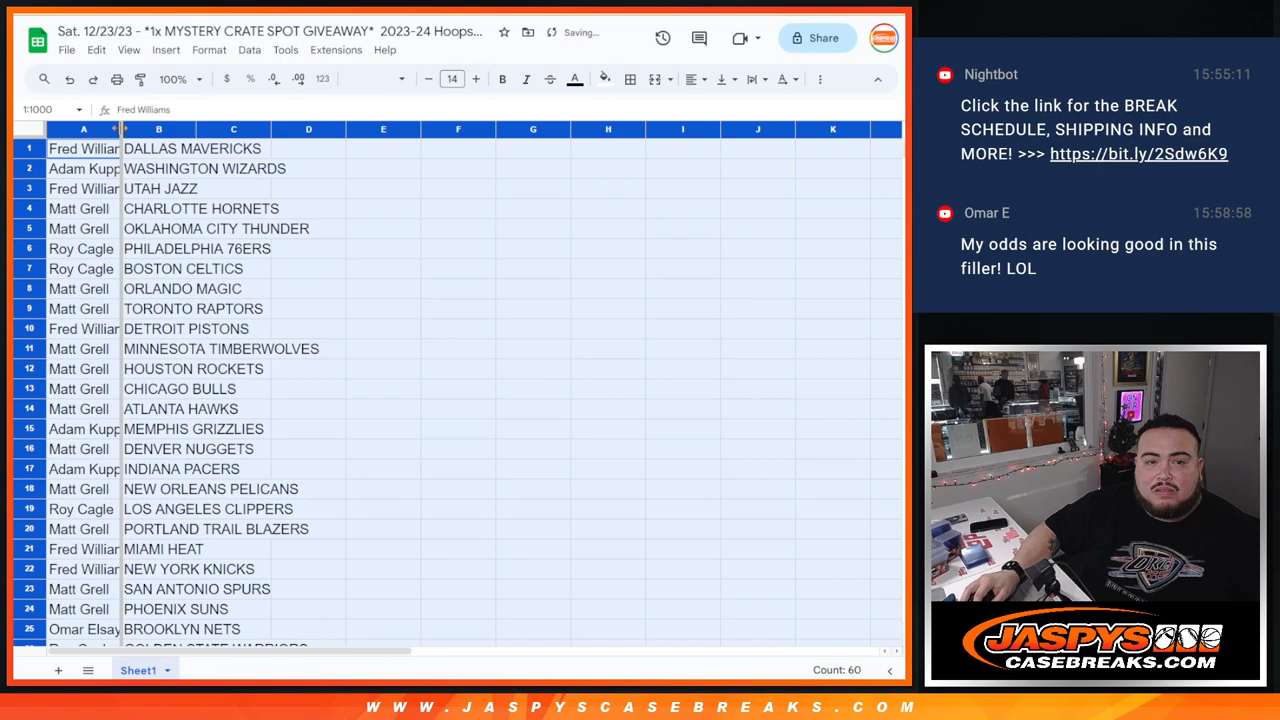 Sat. 12/23/23 - *1x MYSTERY CRATE SPOT GIVEAWAY* 2023-24 Hoops...
Saving...
File Edit View Insert Format Data Tools Extensions Help
Share
100%
$ % .0 .00 123
14
B I S A
1:1000
fx Fred Williams
A B C D E F G H I J K
1 Fred William DALLAS MAVERICKS
2 Adam Kupp WASHINGTON WIZARDS
3 Fred William UTAH JAZZ
4 Matt Grell CHARLOTTE HORNETS
5 Matt Grell OKLAHOMA CITY THUNDER
6 Roy Cagle PHILADELPHIA 76ERS
7 Roy Cagle BOSTON CELTICS
8 Matt Grell ORLANDO MAGIC
9 Matt Grell TORONTO RAPTORS
10 Fred William DETROIT PISTONS
11 Matt Grell MINNESOTA TIMBERWOLVES
12 Matt Grell HOUSTON ROCKETS
13 Matt Grell CHICAGO BULLS
14 Matt Grell ATLANTA HAWKS
15 Adam Kupp MEMPHIS GRIZZLIES
16 Matt Grell DENVER NUGGETS
17 Adam Kupp INDIANA PACERS
18 Matt Grell NEW ORLEANS PELICANS
19 Roy Cagle LOS ANGELES CLIPPERS
20 Matt Grell PORTLAND TRAIL BLAZERS
21 Fred William MIAMI HEAT
22 Fred William NEW YORK KNICKS
23 Matt Grell SAN ANTONIO SPURS
24 Matt Grell PHOENIX SUNS
25 Omar Elsay BROOKLYN NETS
Sheet1
Count: 60
Nightbot 15:55:11
Click the link for the BREAK
SCHEDULE, SHIPPING INFO and
MORE! >>> https://bit.ly/2Sdw6K9
Omar E 15:58:58
My odds are looking good in this
filler! LOL
OKC
JASPYS
CASEBREAKS.COM
WWW.JASPYSCASEBREAKS.COM